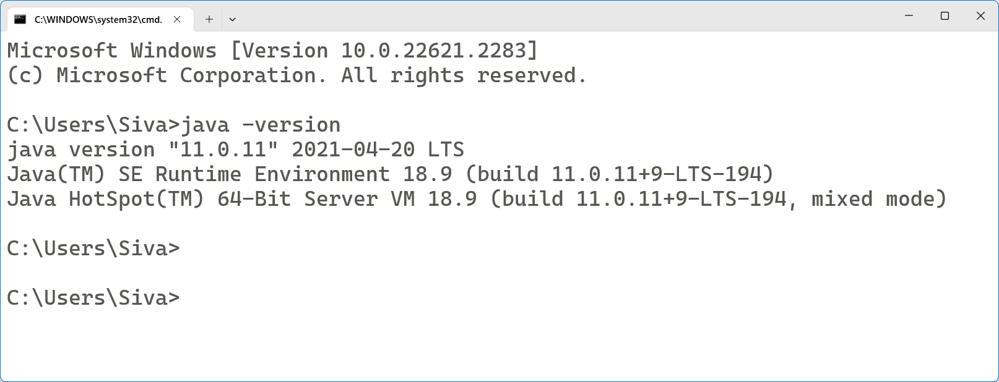 C:\WINDOWS\system32\cmd.
Microsoft Windows [Version 10.0.22621.2283]
(c) Microsoft Corporation. All rights reserved.
C:\Users\Siva>java -version
java version "11.0.11" 2021-04-20 LTS
Java(TM) SE Runtime Environment 18.9 (build 11.0.11+9-LTS-194)
Java HotSpot(TM) 64-Bit Server VM 18.9 (build 11.0.11+9-LTS-194, mixed mode)
C:\Users\Siva>
C:\Users\Siva>